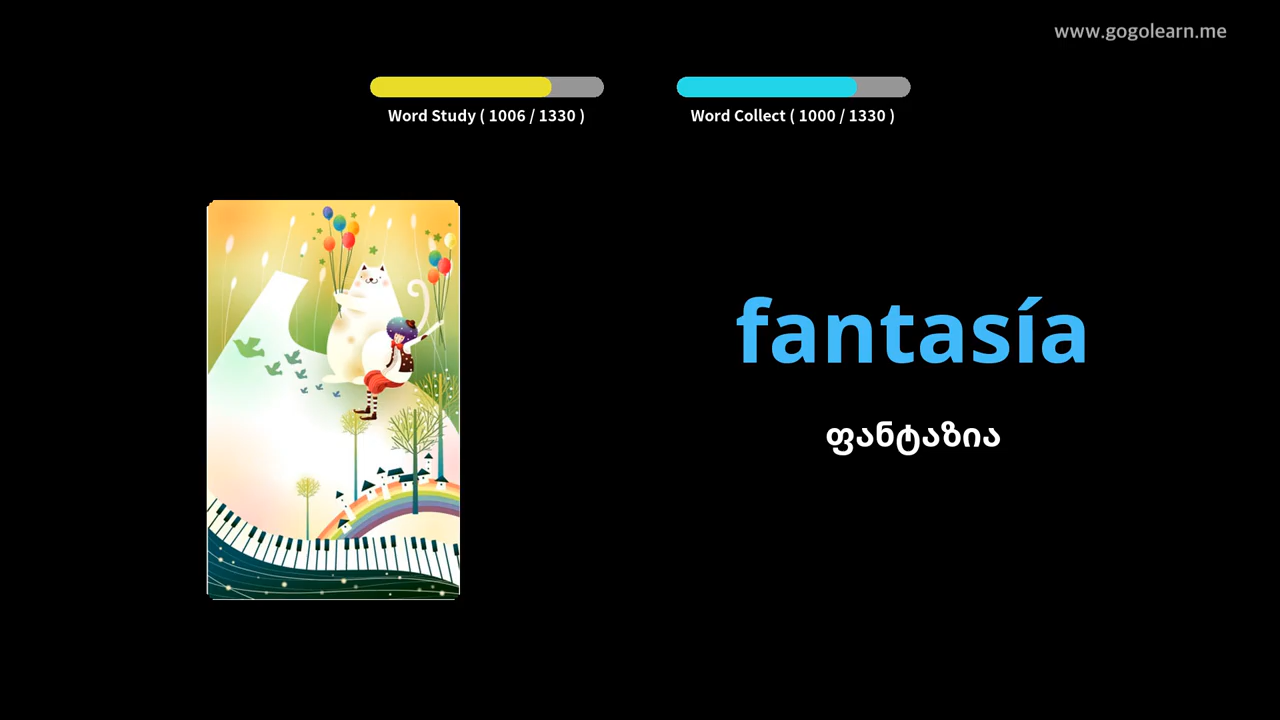 www.gogolearn.me
Word Study ( 1006 / 1330 )
Word Collect ( 1000 / 1330 )
fantasía
ფანტაზია